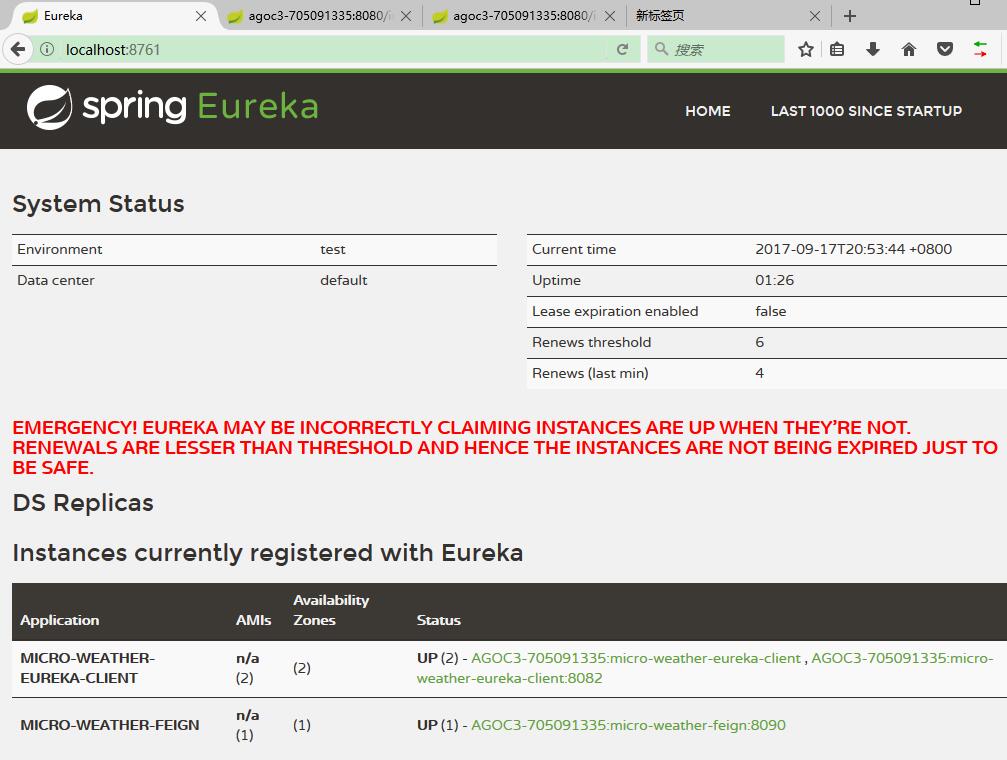 Eureka
agoc3-705091335:8080/i
agoc3-705091335:8080/i
新标签页
localhost:8761
搜索
spring Eureka
HOME
LAST 1000 SINCE STARTUP
System Status
Environment test
Data center default
Current time 2017-09-17T20:53:44 +0800
Uptime 01:26
Lease expiration enabled false
Renews threshold 6
Renews (last min) 4
EMERGENCY! EUREKA MAY BE INCORRECTLY CLAIMING INSTANCES ARE UP WHEN THEY'RE NOT.
RENEWALS ARE LESSER THAN THRESHOLD AND HENCE THE INSTANCES ARE NOT BEING EXPIRED JUST TO
BE SAFE.
DS Replicas
Instances currently registered with Eureka
Application AMIs Availability Zones Status
MICRO-WEATHER-
EUREKA-CLIENT
n/a
(2)
(2)
UP (2) - AGOC3-705091335:micro-weather-eureka-client , AGOC3-705091335:micro-
weather-eureka-client:8082
MICRO-WEATHER-FEIGN
n/a
(1)
(1)
UP (1) - AGOC3-705091335:micro-weather-feign:8090